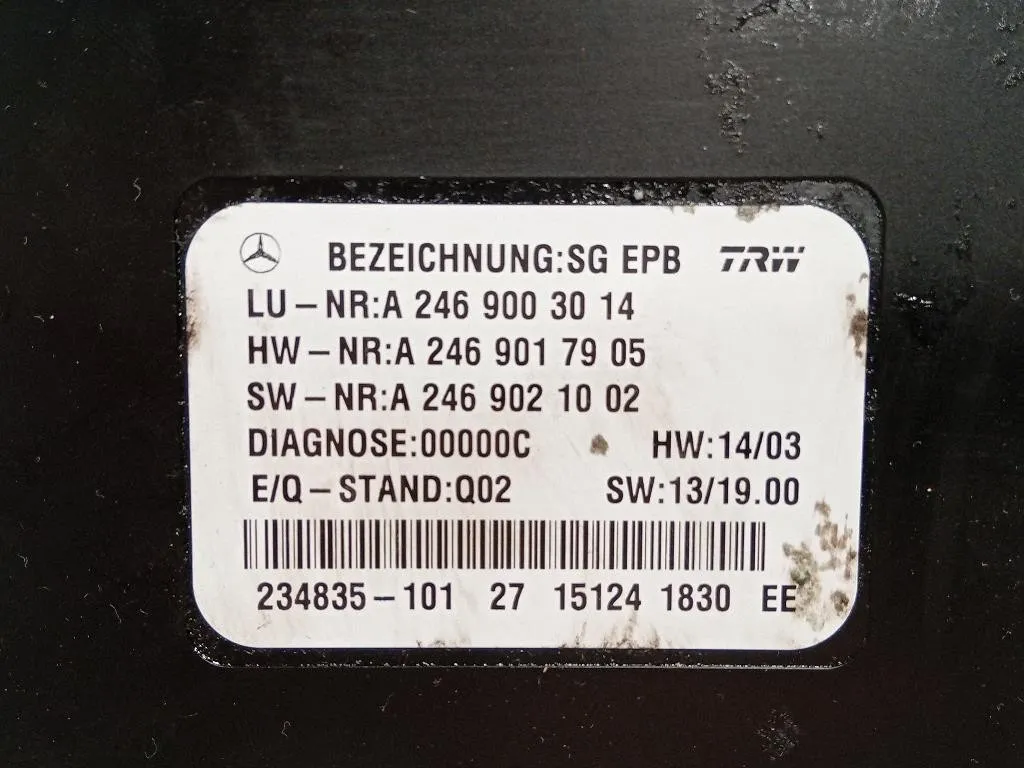 BEZEICHNUNG:SG EPB TRW
LU-NR:A 246 900 30 14
HW-NR:A 246 901 79 05
SW-NR:A 246 902 10 02
DIAGNOSE:00000C HW:14/03
E/Q-STAND:Q02 SW:13/19.00
234835-101 27 15124 1830 EE